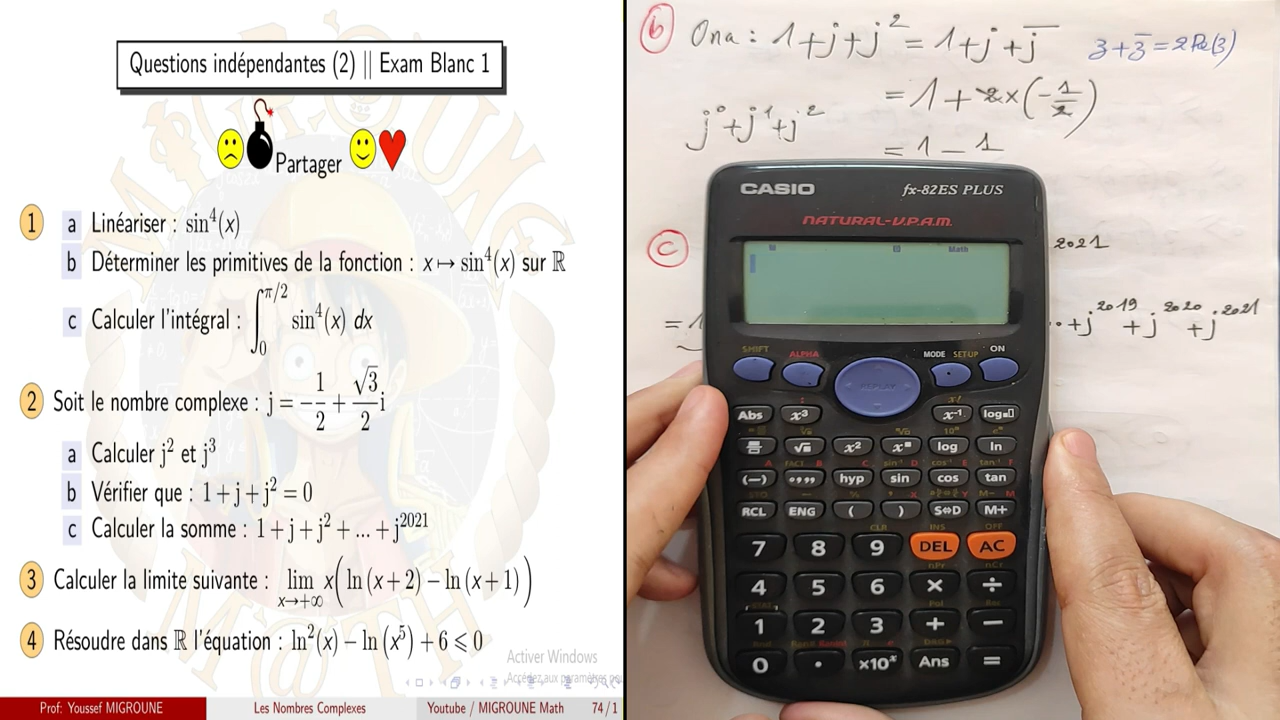 Questions indépendantes (2) || Exam Blanc 1
Partager
1 a Linéariser : sin⁴(x)
b Déterminer les primitives de la fonction : x ↦ sin⁴(x) sur ℝ
c Calculer l'intégral : ∫₀^{π/2} sin⁴(x) dx
2 Soit le nombre complexe : j = -1/2 + √3/2 i
a Calculer j² et j³
b Vérifier que : 1 + j + j² = 0
c Calculer la somme : 1 + j + j² + ... + j²⁰²¹
3 Calculer la limite suivante : lim x→+∞ x(ln(x+2) − ln(x+1))
4 Résoudre dans ℝ l'équation : ln²(x) − ln(x⁵) + 6 ⩽ 0
Activer Windows
Accédez aux paramètres po
Prof: Youssef MIGROUNE Les Nombres Complexes Youtube / MIGROUNE Math 74 / 1
b Ona : 1+j+j² = 1+j+j̅ z+z̅ = 2Re(z)
= 1 + 2×(-1/2)
j⁰+j¹+j²
= 1 - 1
c 2021
= 1 ..+j²⁰¹⁹ + j²⁰²⁰ + j²⁰²¹
CASIO fx-82ES PLUS
NATURAL-V.P.A.M.
Math
SHIFT ALPHA MODE SETUP ON
REPLAY
Abs x³ x⁻¹ log
√ x² log ln
(−) hyp sin cos tan
RCL ENG ( ) S⇔D M+
7 8 9 DEL AC
4 5 6 × ÷
1 2 3 + −
0 . ×10ˣ Ans =